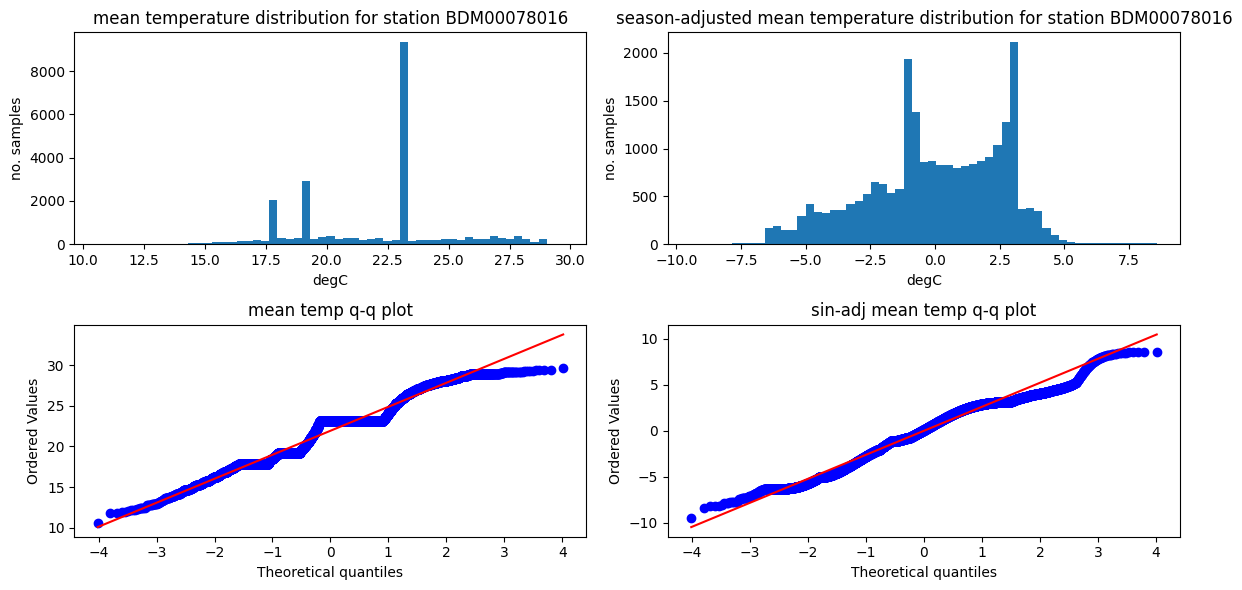 mean temperature distribution for station BDM00078016
no. samples
8000
6000
4000
2000
0
10.0 12.5 15.0 17.5 20.0 22.5 25.0 27.5 30.0
degC
season-adjusted mean temperature distribution for station BDM00078016
no. samples
2000
1500
1000
500
0
−10.0 −7.5 −5.0 −2.5 0.0 2.5 5.0 7.5
degC
mean temp q-q plot
Ordered Values
30
25
20
15
10
−4 −3 −2 −1 0 1 2 3 4
Theoretical quantiles
sin-adj mean temp q-q plot
Ordered Values
10
5
0
−5
−10
−4 −3 −2 −1 0 1 2 3 4
Theoretical quantiles